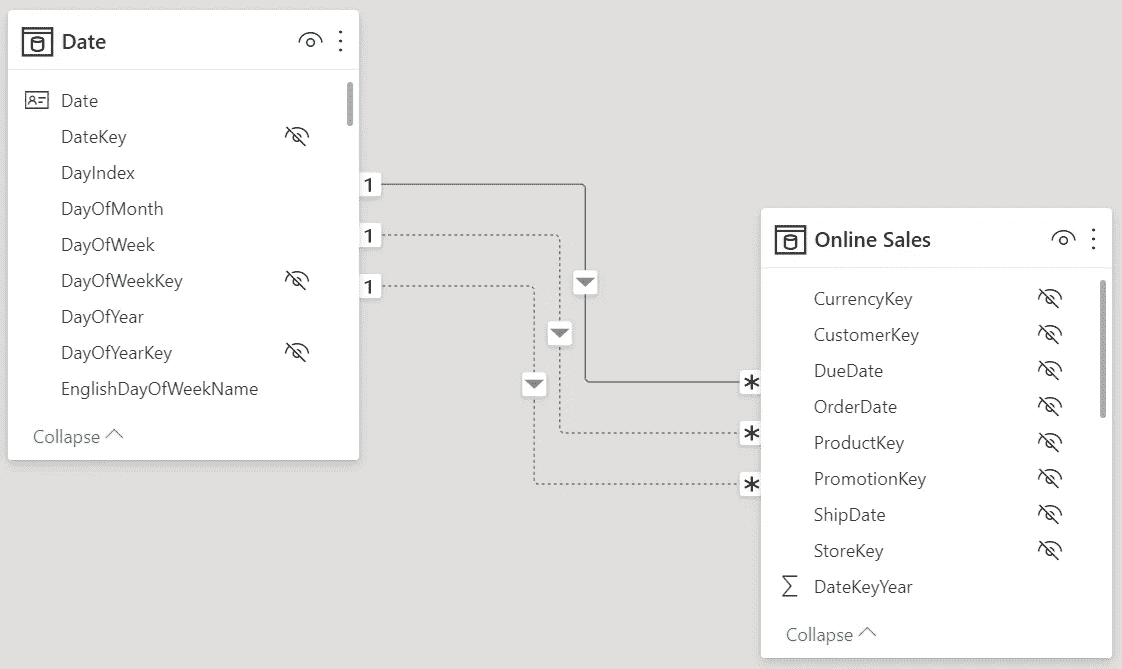 Date
Date
DateKey
DayIndex
DayOfMonth
DayOfWeek
DayOfWeekKey
DayOfYear
DayOfYearKey
EnglishDayOfWeekName
Collapse
1
1
1
*
*
*
Online Sales
CurrencyKey
CustomerKey
DueDate
OrderDate
ProductKey
PromotionKey
ShipDate
StoreKey
∑ DateKeyYear
Collapse